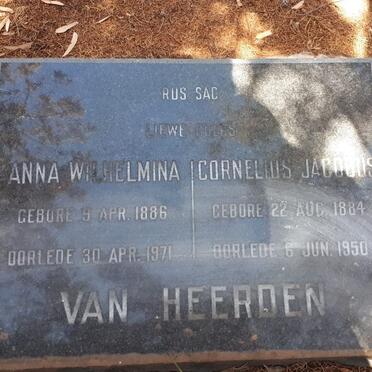 RUS SAG
LIEWE OUERS
ANNA WILHELMINA CORNELIUS JACOBUS
GEBORE 9 APR. 1886 GEBORE 22 AUG. 1884
OORLEDE 30 APR. 1971 OORLEDE 6 JUN. 1950
VAN HEERDEN